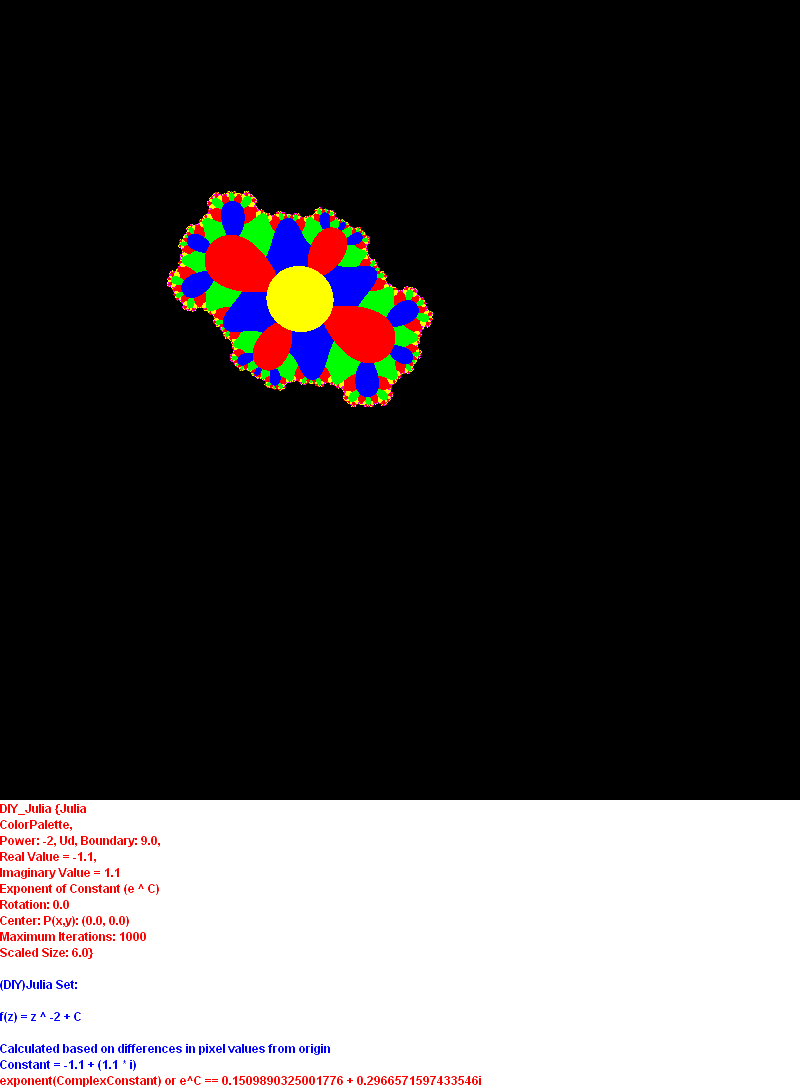 DIY_Julia {Julia
ColorPalette,
Power: -2, Ud, Boundary: 9.0,
Real Value = -1.1,
Imaginary Value = 1.1
Exponent of Constant (e ^ C)
Rotation: 0.0
Center: P(x,y): (0.0, 0.0)
Maximum Iterations: 1000
Scaled Size: 6.0}
(DIY)Julia Set:
f(z) = z ^ -2 + C
Calculated based on differences in pixel values from origin
Constant = -1.1 + (1.1 * i)
exponent(ComplexConstant) or e^C == 0.1509890325001776 + 0.2966571597433546i